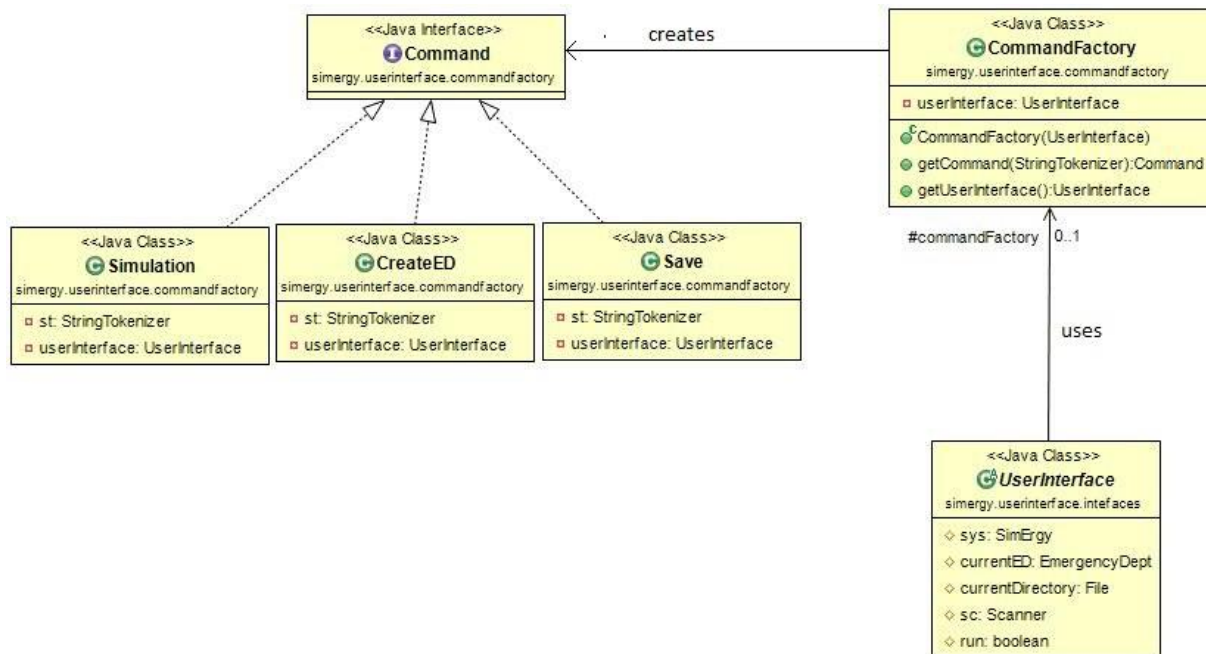 <<Java Interface>>
Command
simergy.userinterface.commandfactory
creates
<<Java Class>>
CommandFactory
simergy.userinterface.commandfactory
userInterface: UserInterface
CommandFactory(UserInterface)
getCommand(StringTokenizer):Command
getUserInterface():UserInterface
<<Java Class>>
Simulation
simergy.userinterface.commandfactory
st: StringTokenizer
userInterface: UserInterface
<<Java Class>>
CreateED
simergy.userinterface.commandfactory
st: StringTokenizer
userInterface: UserInterface
<<Java Class>>
Save
simergy.userinterface.commandfactory
st: StringTokenizer
userInterface: UserInterface
#commandFactory 0..1
uses
<<Java Class>>
UserInterface
simergy.userinterface.intefaces
sys: SimErgy
currentED: EmergencyDept
currentDirectory: File
sc: Scanner
run: boolean